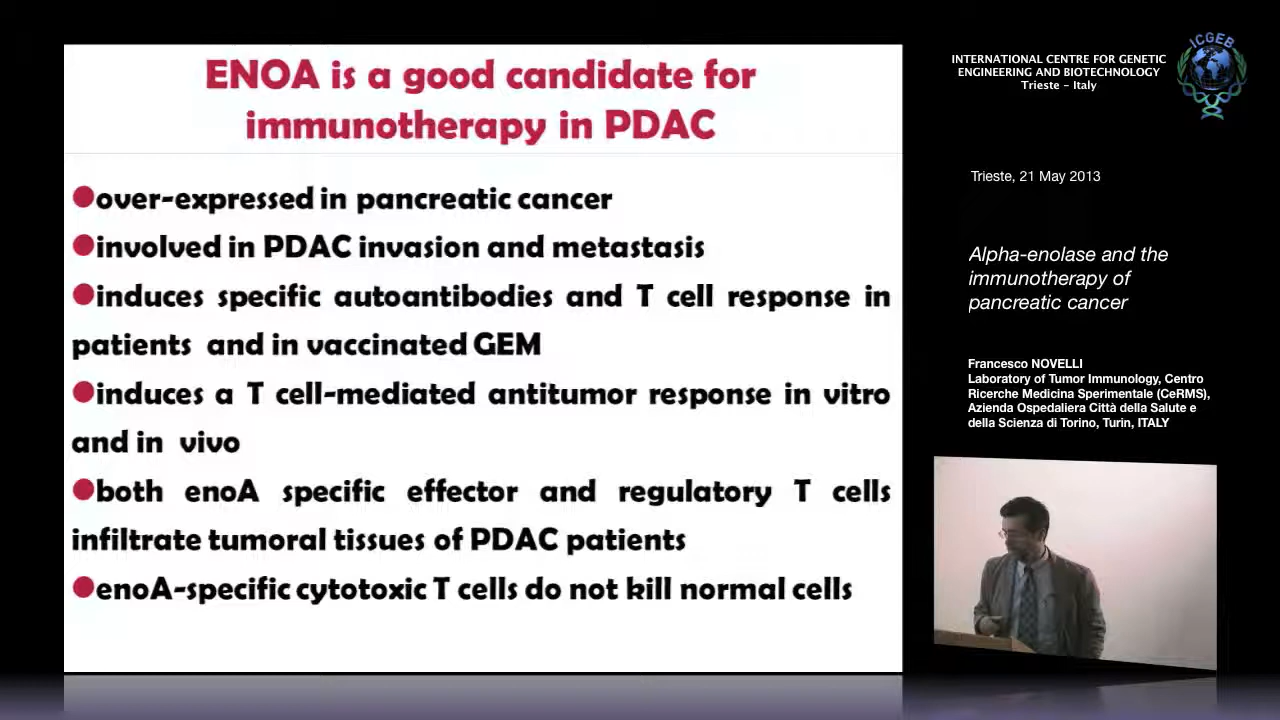 ENOA is a good candidate for
immunotherapy in PDAC
●over-expressed in pancreatic cancer
●involved in PDAC invasion and metastasis
●induces specific autoantibodies and T cell response in
patients and in vaccinated GEM
●induces a T cell-mediated antitumor response in vitro
and in vivo
●both enoA specific effector and regulatory T cells
infiltrate tumoral tissues of PDAC patients
●enoA-specific cytotoxic T cells do not kill normal cells
INTERNATIONAL CENTRE FOR GENETIC
ENGINEERING AND BIOTECHNOLOGY
Trieste - Italy
ICGEB
Trieste, 21 May 2013
Alpha-enolase and the
immunotherapy of
pancreatic cancer
Francesco NOVELLI
Laboratory of Tumor Immunology, Centro
Ricerche Medicina Sperimentale (CeRMS),
Azienda Ospedaliera Città della Salute e
della Scienza di Torino, Turin, ITALY